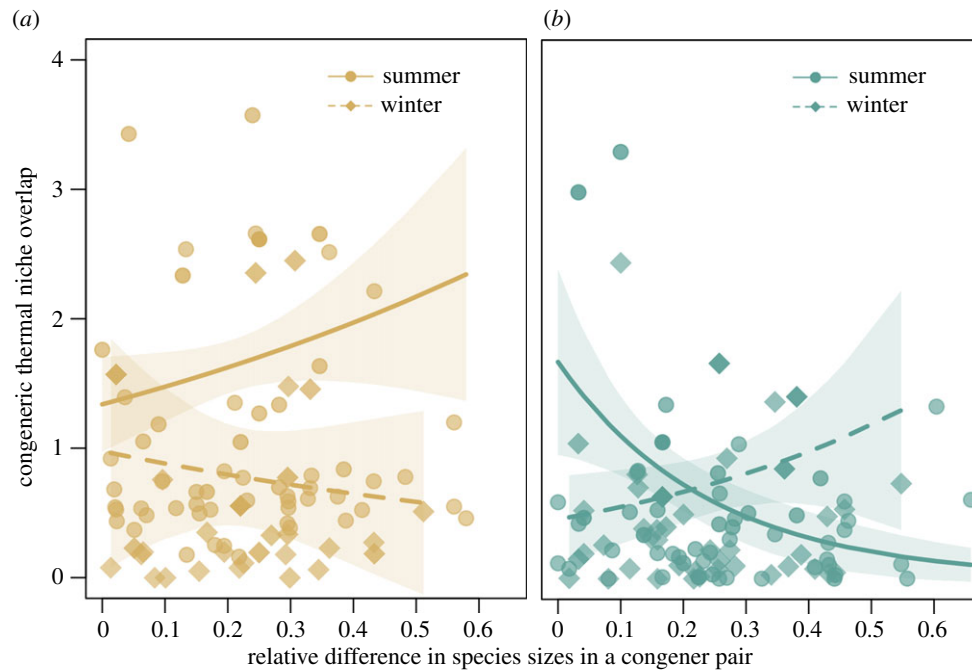 (a)
(b)
summer
winter
summer
winter
congeneric thermal niche overlap
4
3
2
1
0
0 0.1 0.2 0.3 0.4 0.5 0.6
0 0.1 0.2 0.3 0.4 0.5 0.6
relative difference in species sizes in a congener pair